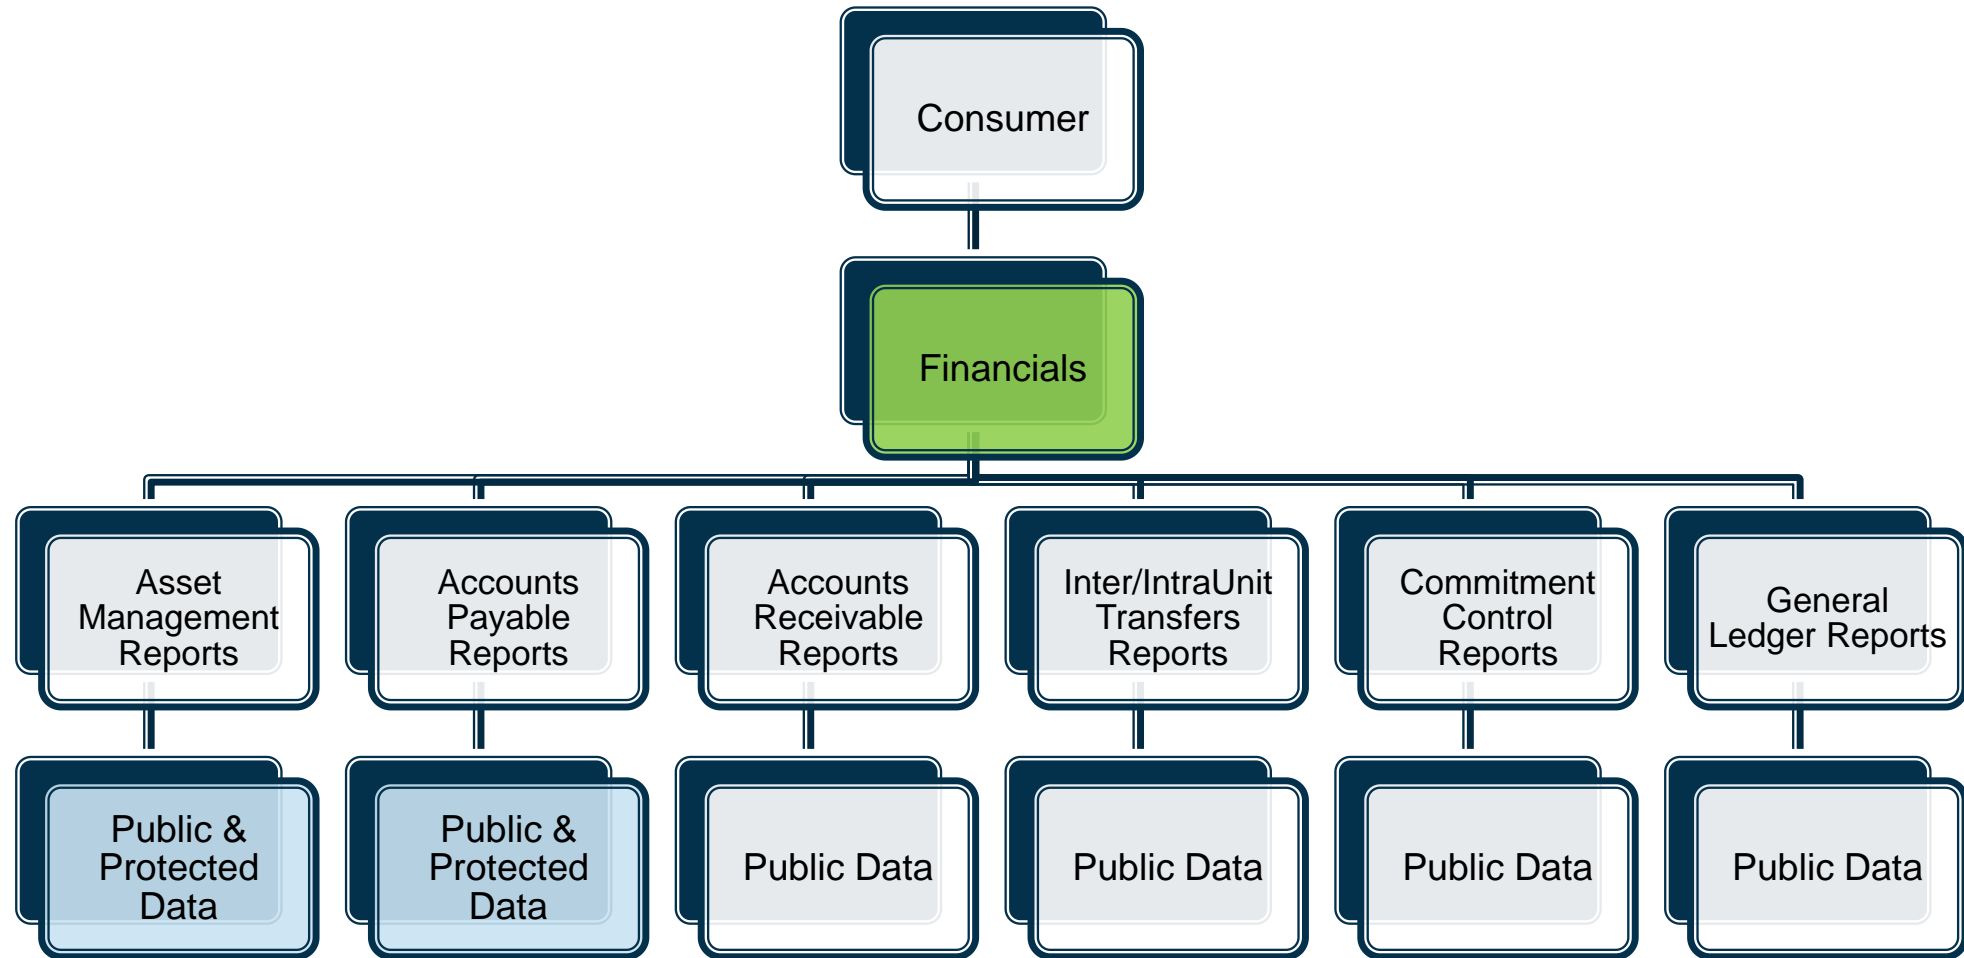 Consumer
Financials
Asset
Management
Reports
Accounts
Payable
Reports
Accounts
Receivable
Reports
Inter/IntraUnit
Transfers
Reports
Commitment
Control
Reports
General
Ledger Reports
Public &
Protected
Data
Public &
Protected
Data
Public Data
Public Data
Public Data
Public Data